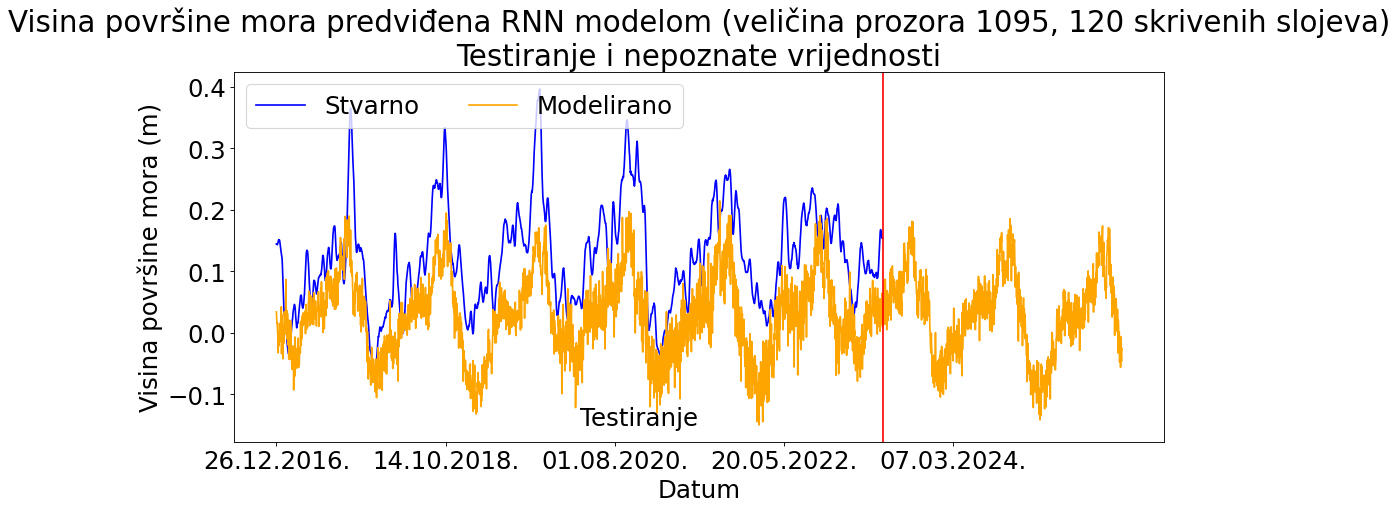 Visina površine mora predviđena RNN modelom (veličina prozora 1095, 120 skrivenih slojeva)
Testiranje i nepoznate vrijednosti
Stvarno
Modelirano
Visina površine mora (m)
0.4
0.3
0.2
0.1
0.0
−0.1
Testiranje
26.12.2016.
14.10.2018.
01.08.2020.
20.05.2022.
07.03.2024.
Datum